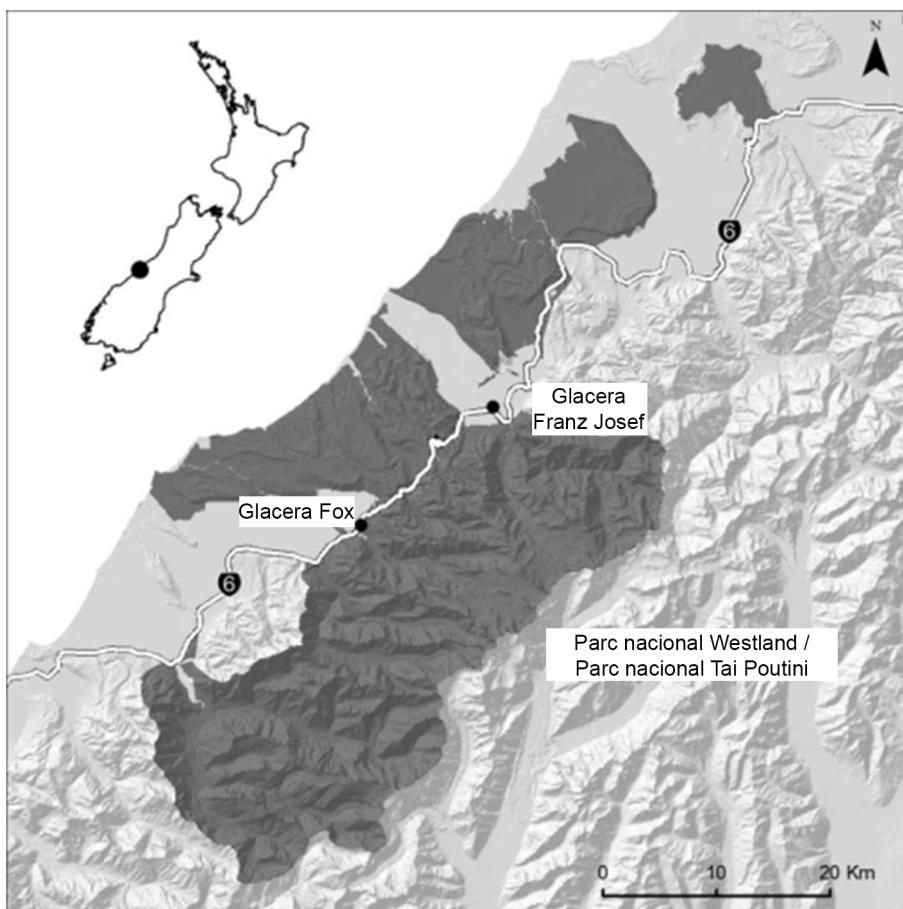 N
6
Glacera
Franz Josef
Glacera Fox
6
Parc nacional Westland /
Parc nacional Tai Poutini
0 10 20 Km